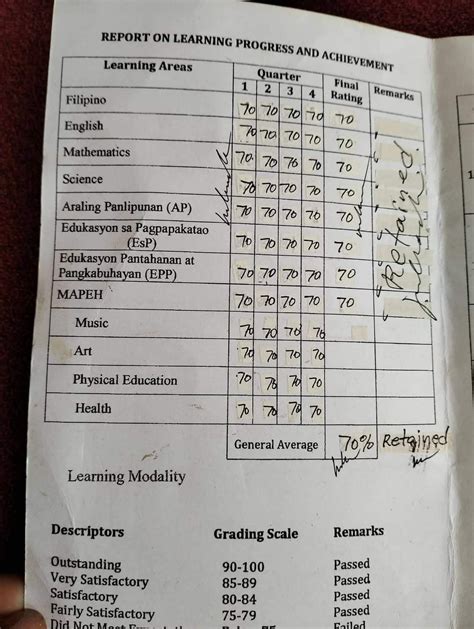 REPORT ON LEARNING PROGRESS AND ACHIEVEMENT
Learning Areas Quarter Final Rating Remarks
1 2 3 4
Filipino 70 70 70 70 70
English 70 70 70 70 70
Mathematics 70 70 70 70 70
Science 70 70 70 70 70
Araling Panlipunan (AP) 70 70 70 70 70
Edukasyon sa Pagpapakatao (EsP) 70 70 70 70 70
Edukasyon Pantahanan at Pangkabuhayan (EPP) 70 70 70 70 70
MAPEH 70 70 70 70 70
Retained
Music 70 70 70 70
Art 70 70 70 70
Physical Education 70 70 70 70
Health 70 70 70 70
General Average 70% Retained
Learning Modality
Descriptors Grading Scale Remarks
Outstanding 90-100 Passed
Very Satisfactory 85-89 Passed
Satisfactory 80-84 Passed
Fairly Satisfactory 75-79 Passed
Did Not Meet Failed